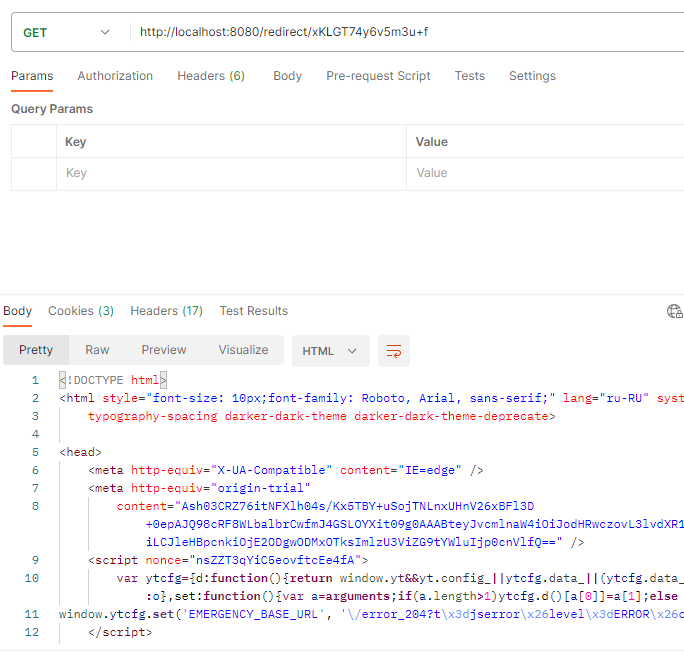 GET http://localhost:8080/redirect/xKLGT74y6v5m3u+f
Params Authorization Headers (6) Body Pre-request Script Tests Settings
Query Params
Key Value
Key Value
Body Cookies (3) Headers (17) Test Results
Pretty Raw Preview Visualize HTML
1 <!DOCTYPE html>
2 <html style="font-size: 10px;font-family: Roboto, Arial, sans-serif;" lang="ru-RU" syst
3 typography-spacing darker-dark-theme darker-dark-theme-deprecate>
4
5 <head>
6 <meta http-equiv="X-UA-Compatible" content="IE=edge" />
7 <meta http-equiv="origin-trial"
8 content="Ash03CRZ76itNFXlh04s/Kx5TBY+uSojTNLnxUHnV26xBFl3D
+0epAJQ98cRF8WLbalbrCwfmJ4GSLOYXit09g0AAABteyJvcmlnaW4iOiJodHRwczovL3lvdXR1
iLCJleHBpcnkiOjE2ODgwODMxOTksImlzU3ViZG9tYWluIjp0cnVlfQ==" />
9 <script nonce="nsZZT3qYiC5eovftcEe4fA">
10 var ytcfg={d:function(){return window.yt&&yt.config_||ytcfg.data_||(ytcfg.data_
:o},set:function(){var a=arguments;if(a.length>1)ytcfg.d()[a[0]]=a[1];else
11 window.ytcfg.set('EMERGENCY_BASE_URL', '\/error_204?t\x3djserror\x26level\x3dERROR\x26c
12 </script>